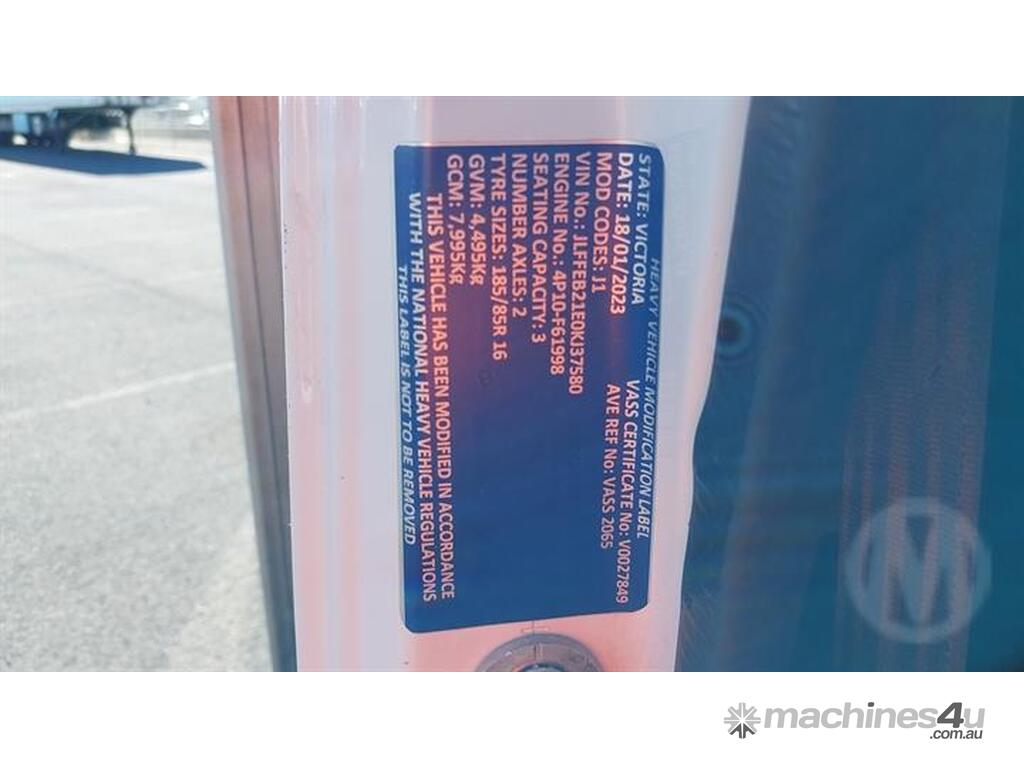 HEAVY VEHICLE MODIFICATION LABEL
STATE: VICTORIA VASS CERTIFICATE No: V0027849
DATE: 18/01/2023 AVE REF No: VASS 2065
MOD CODES: J1
VIN No.: JLFFEB21E0KJ37580
ENGINE No.: 4P10-F61998
SEATING CAPACITY: 3
NUMBER AXLES: 2
TYRE SIZES: 185/85R 16
GVM: 4,495Kg
GCM: 7,995Kg
THIS VEHICLE HAS BEEN MODIFIED IN ACCORDANCE
WITH THE NATIONAL HEAVY VEHICLE REGULATIONS
THIS LABEL IS NOT TO BE REMOVED
M
machines4u
.com.au